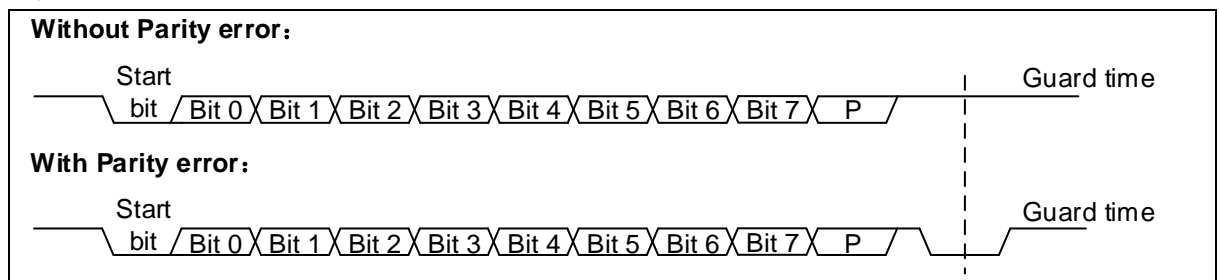 Without Parity error：
Start
Guard time
bit Bit 0 Bit 1 Bit 2 Bit 3 Bit 4 Bit 5 Bit 6 Bit 7 P
With Parity error：
Start
Guard time
bit Bit 0 Bit 1 Bit 2 Bit 3 Bit 4 Bit 5 Bit 6 Bit 7 P